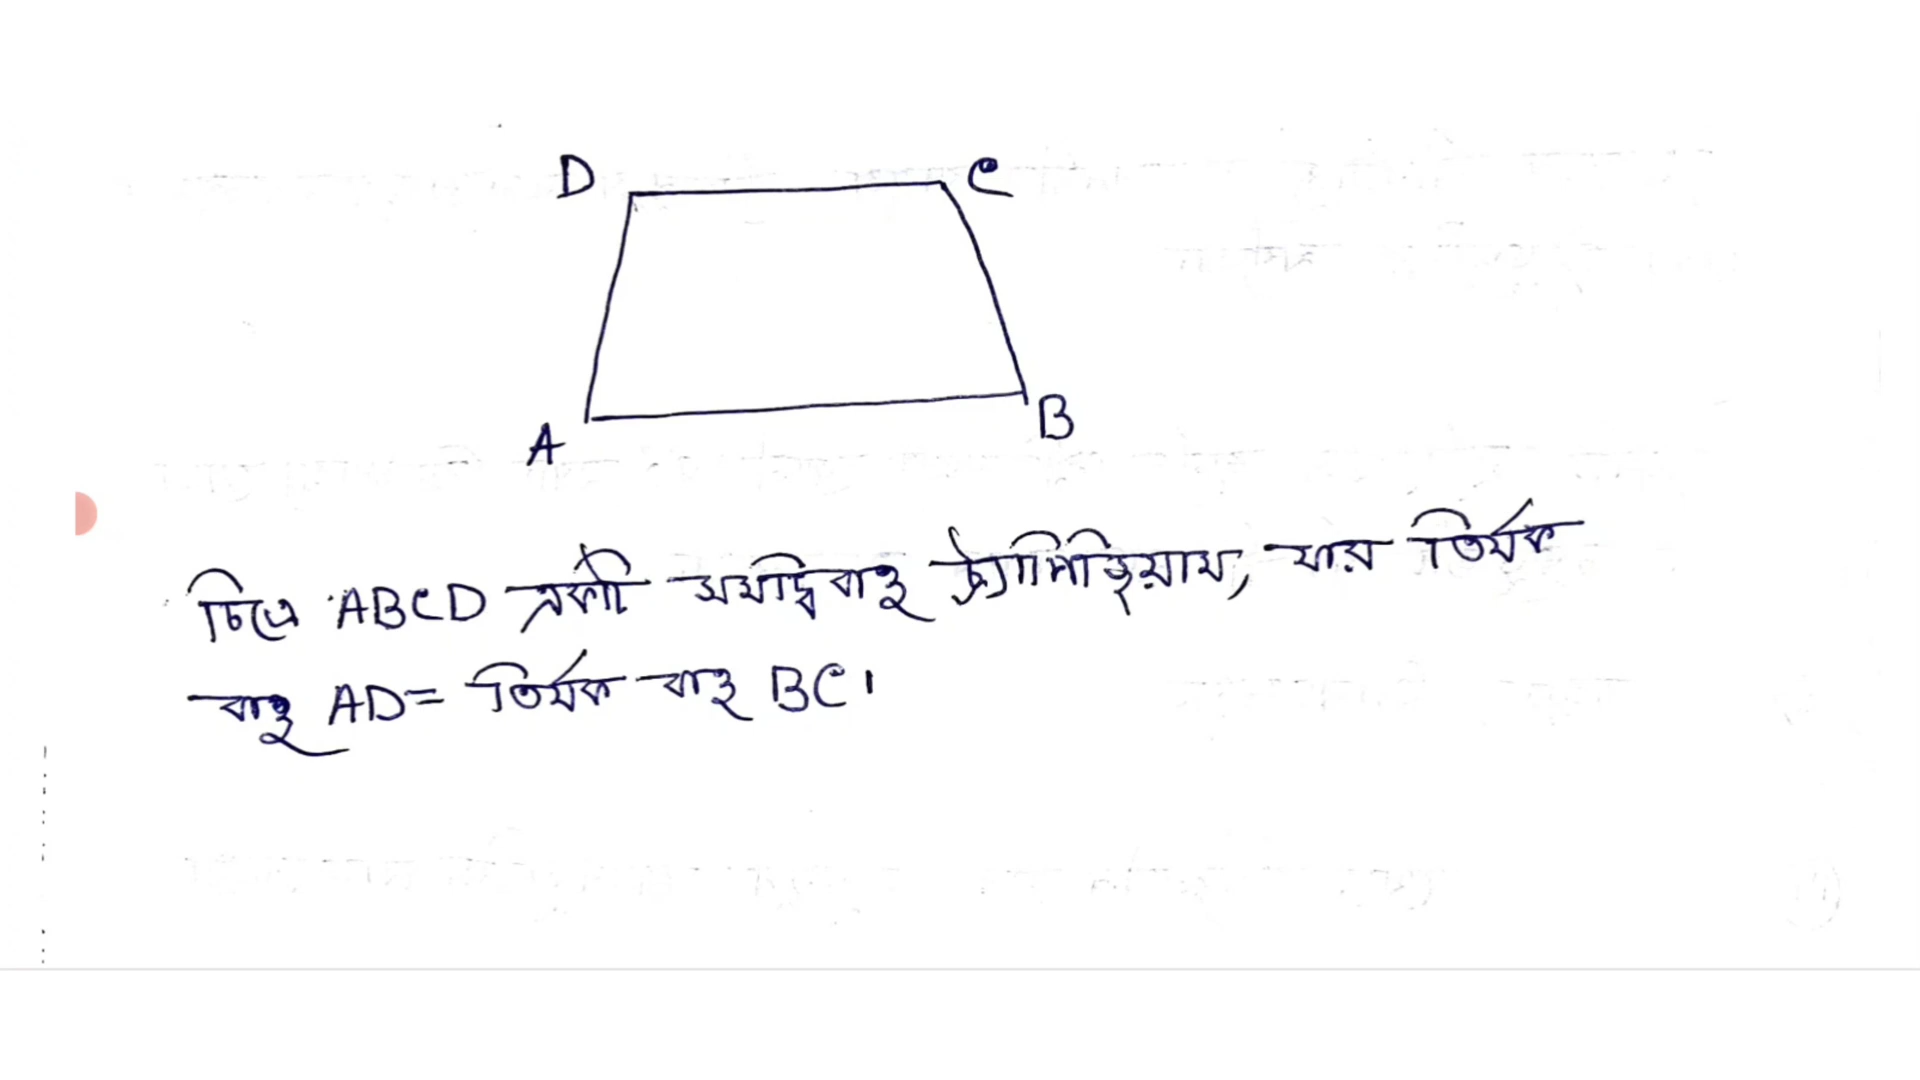 D C
A B
চিত্রে ABCD একটি সমদ্বিবাহু ট্রাপিজিয়াম, যার তির্যক
বাহু AD= তির্যক বাহু BC।